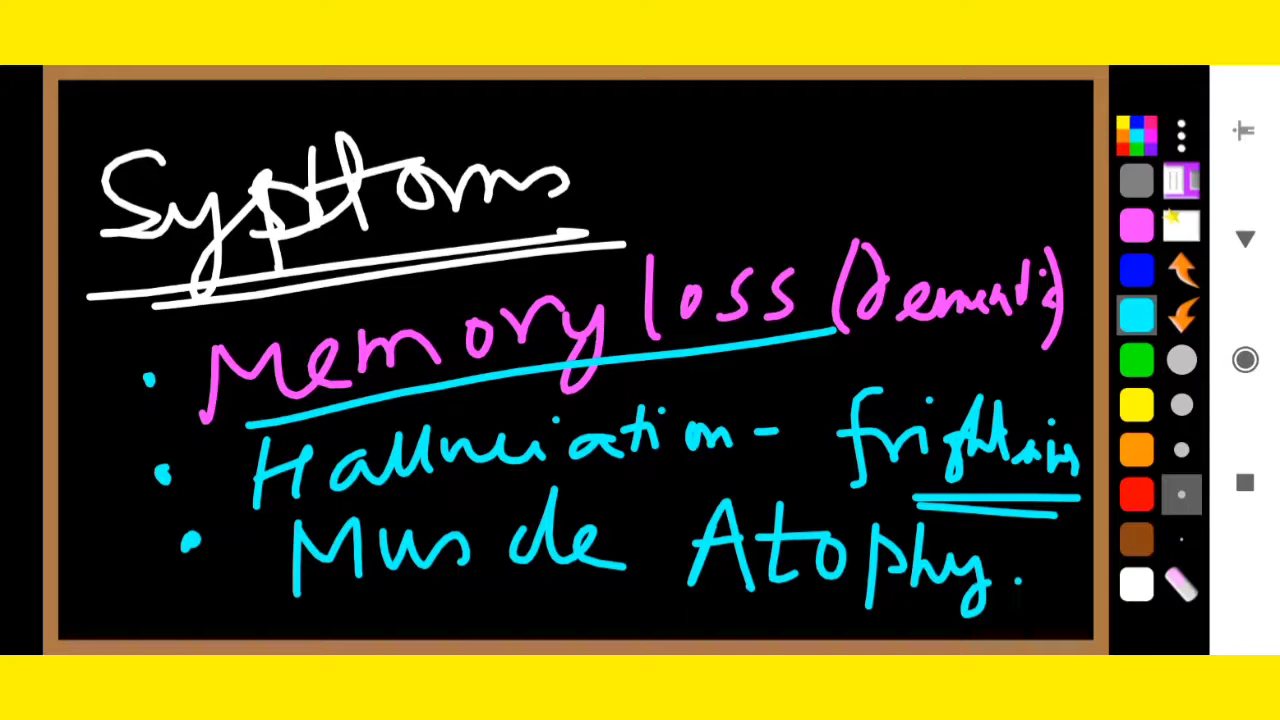 Sypttoms
Memory loss (Dementia)
Halluciation - frightening
Muscle Atophy.